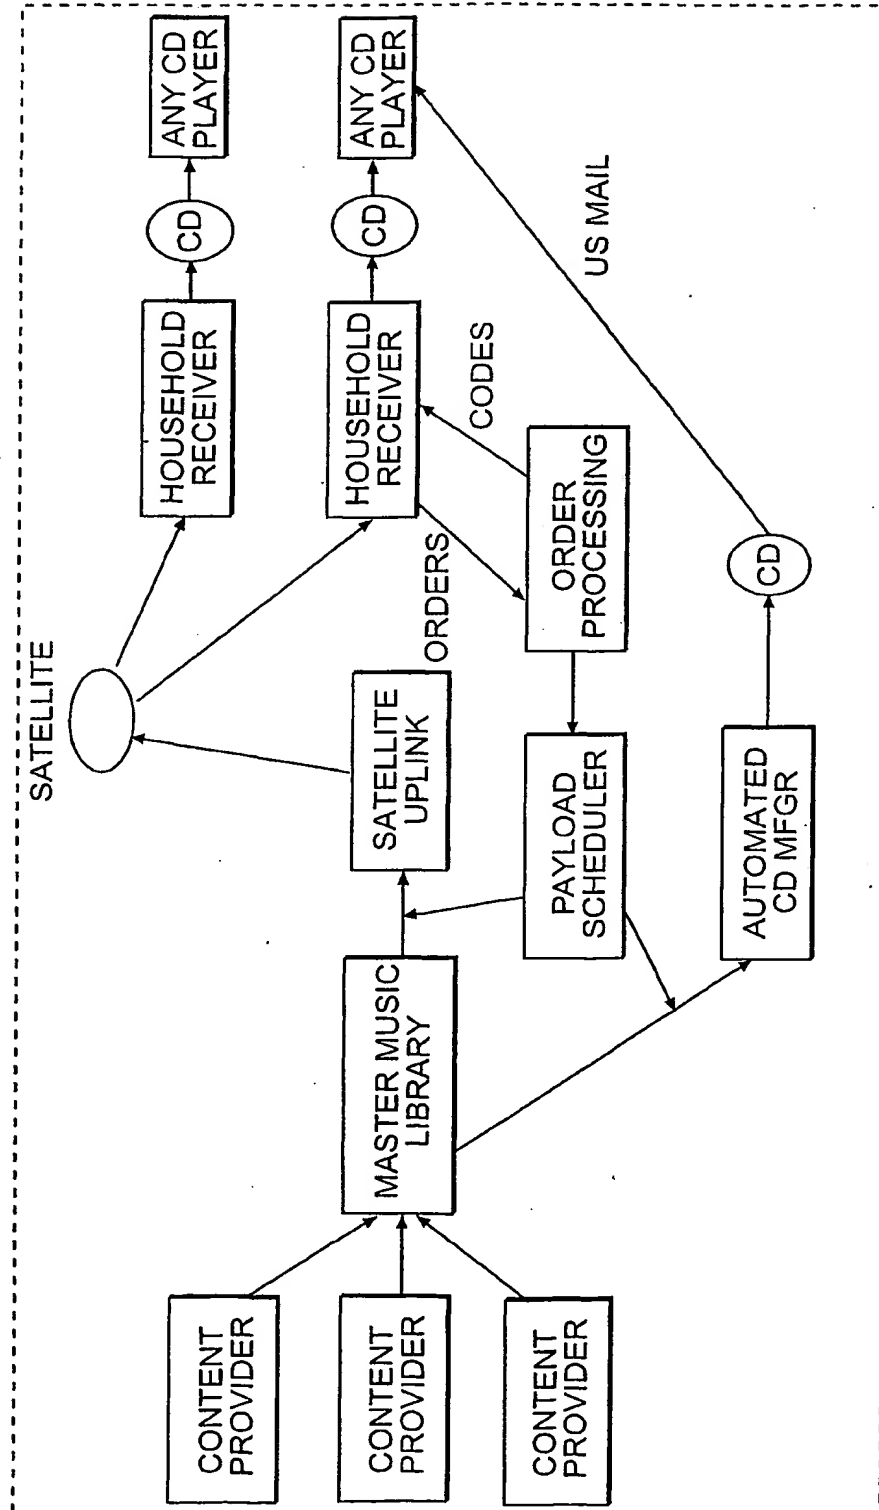 SATELLITE
HOUSEHOLD
RECEIVER
CD
ANY CD
PLAYER
CONTENT
PROVIDER
CONTENT
PROVIDER
CONTENT
PROVIDER
MASTER MUSIC
LIBRARY
SATELLITE
UPLINK
HOUSEHOLD
RECEIVER
CD
ANY CD
PLAYER
ORDERS
CODES
PAYLOAD
SCHEDULER
ORDER
PROCESSING
US MAIL
AUTOMATED
CD MFGR
CD